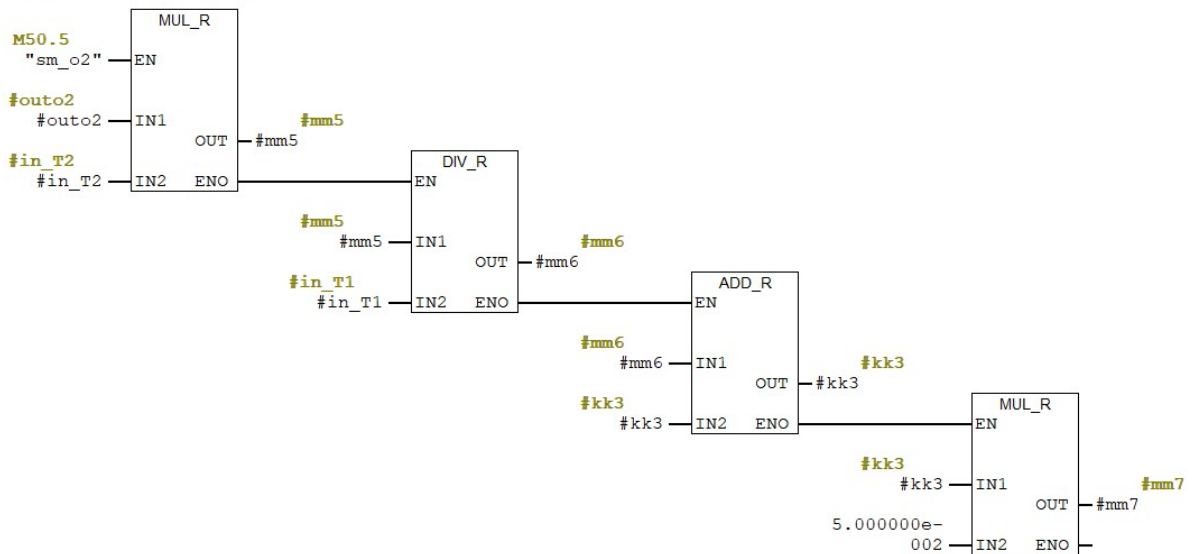 MUL_R
M50.5
"sm_o2" EN
#outo2
#outo2 IN1
#mm5
OUT #mm5
#in_T2
#in_T2 IN2 ENO
DIV_R
EN
#mm5
#mm5 IN1
#mm6
OUT #mm6
#in_T1
#in_T1 IN2 ENO
ADD_R
EN
#mm6
#mm6 IN1
#kk3
OUT #kk3
#kk3
#kk3 IN2 ENO
MUL_R
EN
#kk3
#kk3 IN1
#mm7
OUT #mm7
5.000000e-
002 IN2 ENO